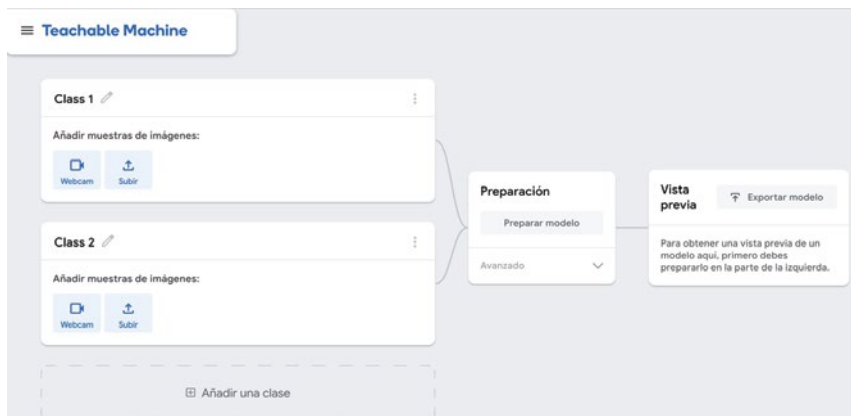 Teachable Machine
Class 1
Añadir muestras de imágenes:
Webcam
Subir
Class 2
Añadir muestras de imágenes:
Webcam
Subir
Añadir una clase
Preparación
Preparar modelo
Avanzado
Vista
previa
Exportar modelo
Para obtener una vista previa de un
modelo aquí, primero debes
prepararlo en la parte de la izquierda.